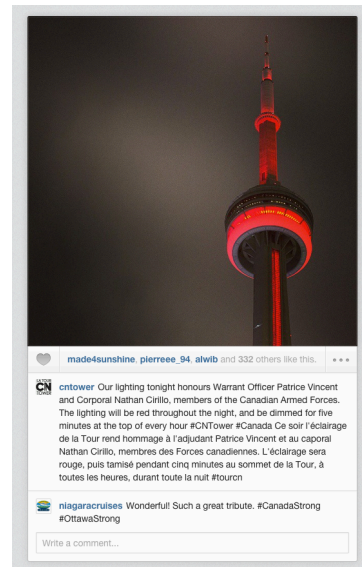 made4sunshine, pierreee_94, alwib and 332 others like this.
LA TOUR
CN
TOWER
cntower Our lighting tonight honours Warrant Officer Patrice Vincent
and Corporal Nathan Cirillo, members of the Canadian Armed Forces.
The lighting will be red throughout the night, and be dimmed for five
minutes at the top of every hour #CNTower #Canada Ce soir l'éclairage
de la Tour rend hommage à l'adjudant Patrice Vincent et au caporal
Nathan Cirillo, membres des Forces canadiennes. L'éclairage sera
rouge, puis tamisé pendant cinq minutes au sommet de la Tour, à
toutes les heures, durant toute la nuit #tourcn
niagaracruises Wonderful! Such a great tribute. #CanadaStrong
#OttawaStrong
Write a comment...